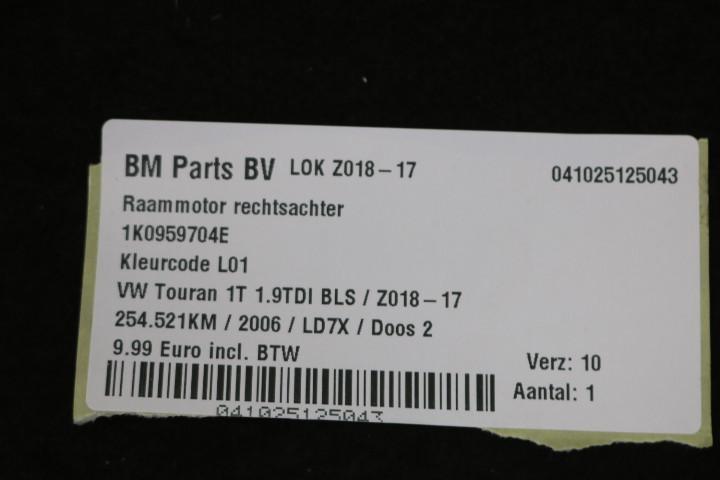 BM Parts BV LOK Z018-17 041025125043
Raammotor rechtsachter
1K0959704E
Kleurcode L01
VW Touran 1T 1.9TDI BLS / Z018-17
254.521KM / 2006 / LD7X / Doos 2
9.99 Euro incl. BTW
Verz: 10
Aantal: 1
041025125043